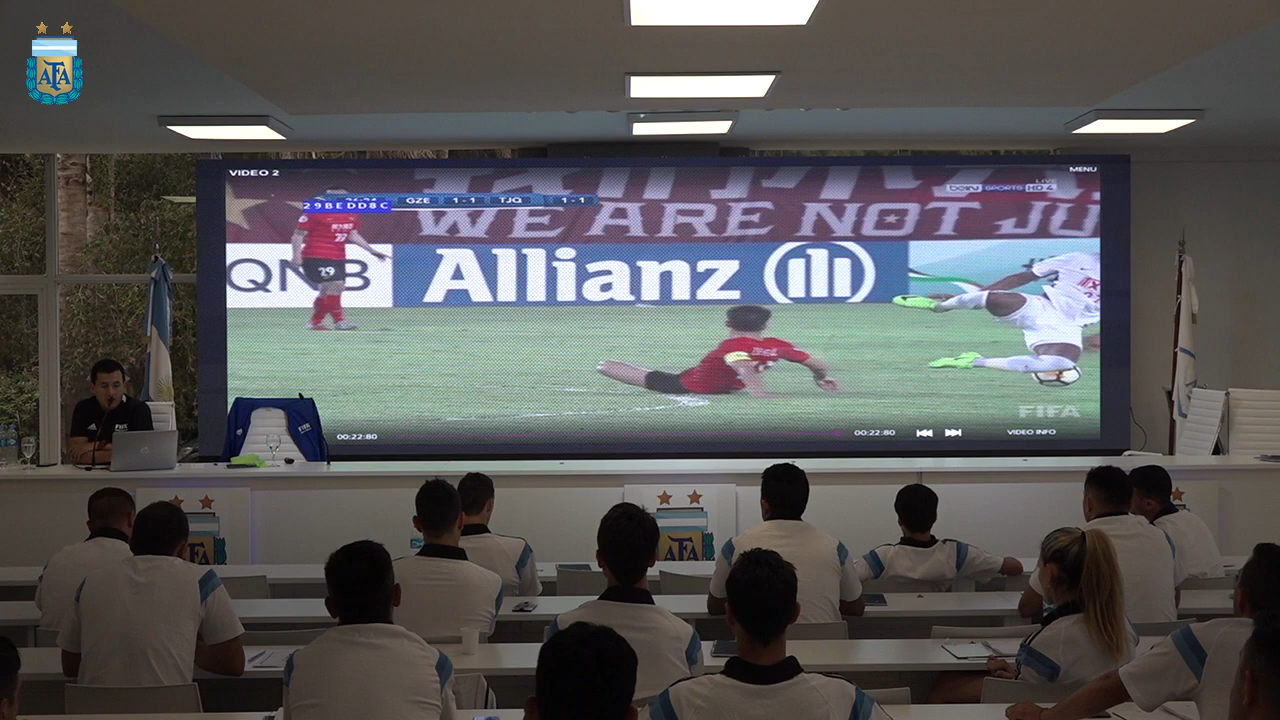 AFA
VIDEO 2
MENU
LIVE
beIN SPORTS HD 4
GZE 1 - 1 TJQ 1 - 1
29BEDD8C
WE ARE NOT JU
QNB
Allianz
29
FIFA
00:22:80
00:22:80
VIDEO INFO
FIFA
AFA
AFA